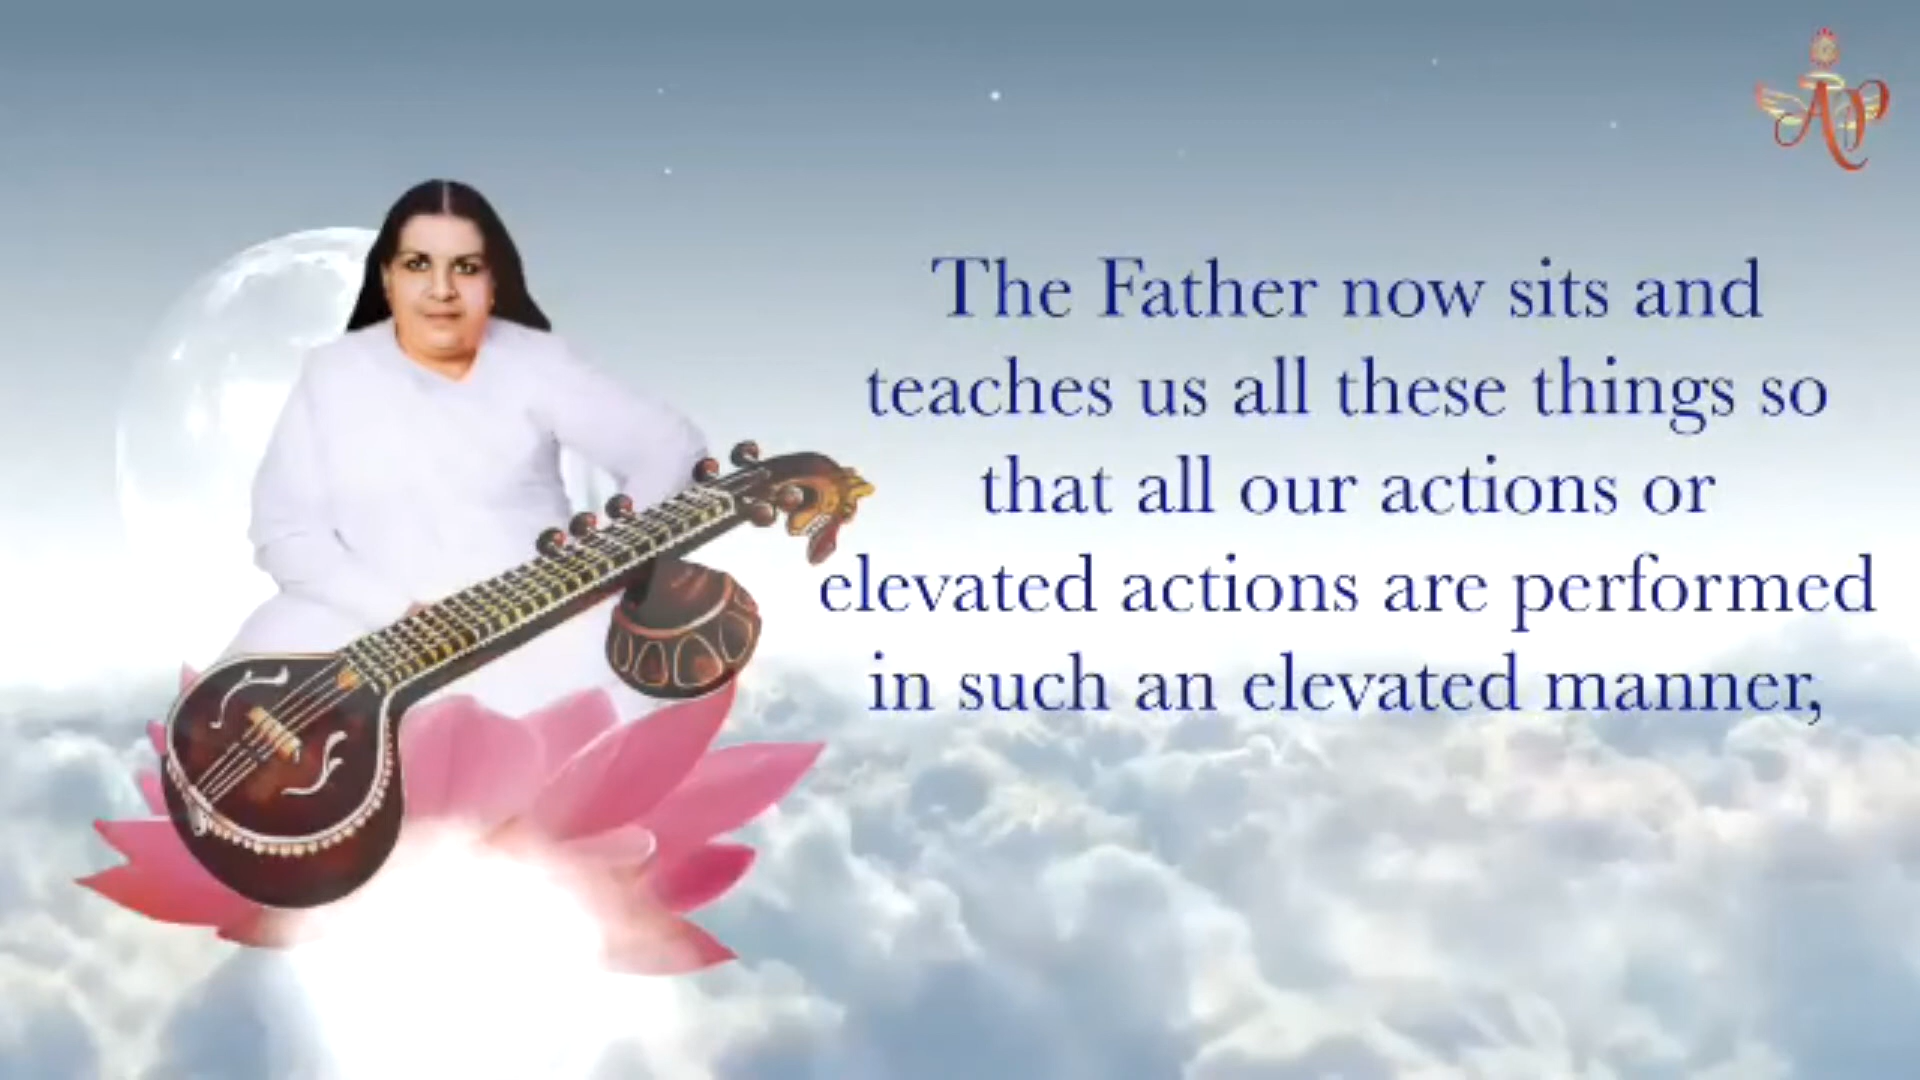 The Father now sits and
teaches us all these things so
that all our actions or
elevated actions are performed
in such an elevated manner,
AP